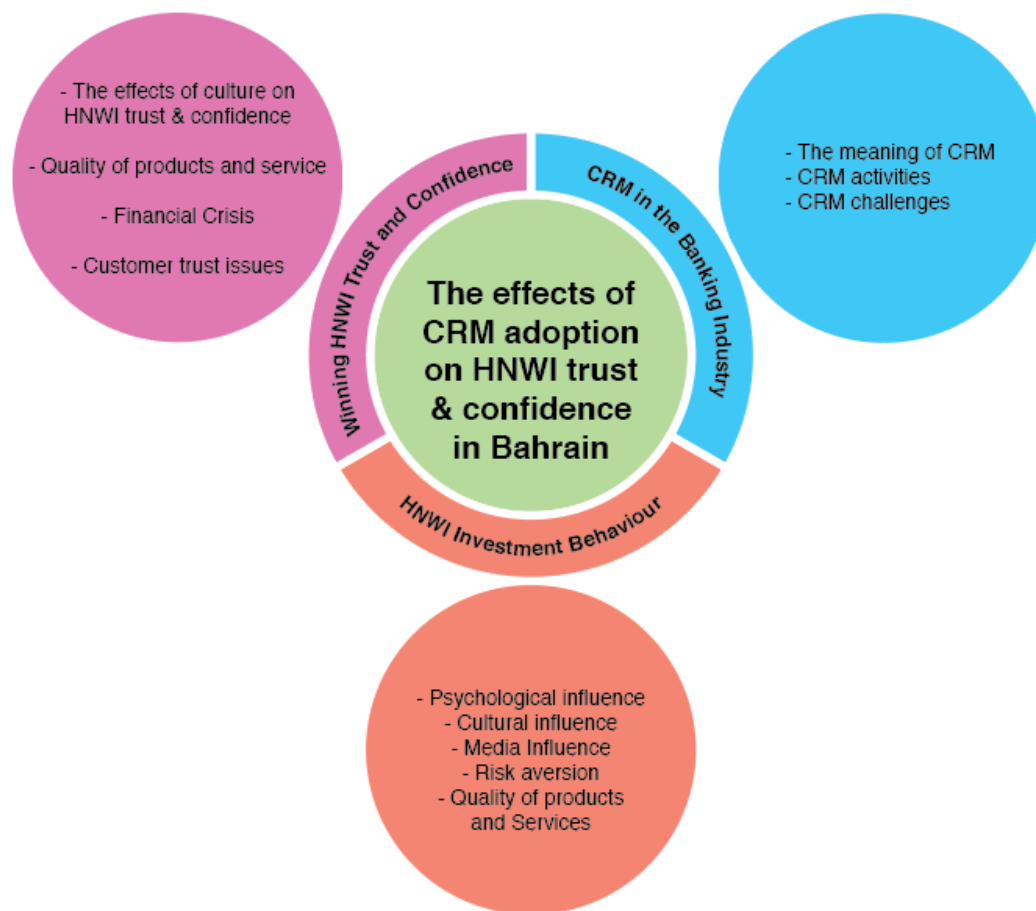 - The effects of culture on
HNWI trust & confidence
- Quality of products and service
- Financial Crisis
- Customer trust issues
Winning HNWI Trust and Confidence
CRM in the Banking Industry
- The meaning of CRM
- CRM activities
- CRM challenges
The effects of
CRM adoption
on HNWI trust
& confidence
in Bahrain
HNWI Investment Behaviour
- Psychological influence
- Cultural influence
- Media Influence
- Risk aversion
- Quality of products
and Services